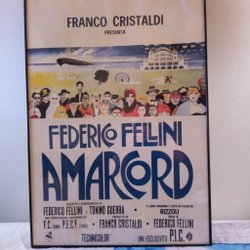 FRANCO CRISTALDI
PRESENTA
FEDERICO FELLINI
AMARCORD
FEDERICO FELLINI TONINO GUERRA
RIZZOLI
F.C. P.E.C.F. FRANCO CRISTALDI FEDERICO FELLINI
TECHNICOLOR P.I.C.